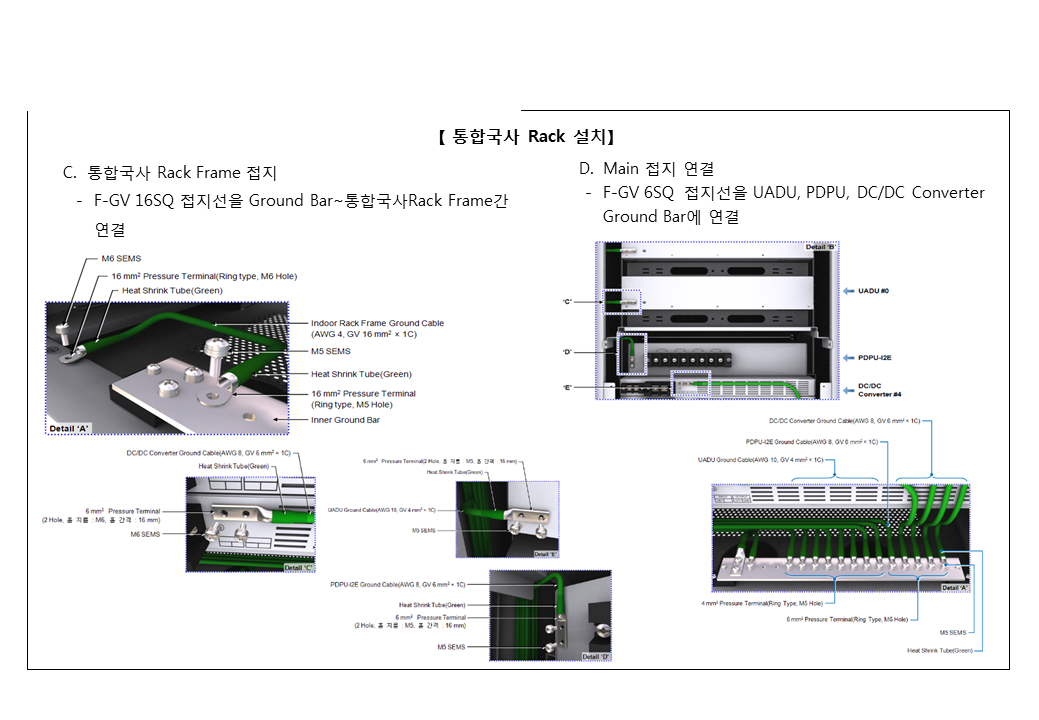 【 통합국사 Rack 설치】
C. 통합국사 Rack Frame 접지
- F-GV 16SQ 접지선을 Ground Bar~통합국사Rack Frame간
연결
M6 SEMS
16 mm² Pressure Terminal(Ring type, M6 Hole)
Heat Shrink Tube(Green)
Indoor Rack Frame Ground Cable
(AWG 4, GV 16 mm² × 1C)
M5 SEMS
Heat Shrink Tube(Green)
16 mm² Pressure Terminal
(Ring type, M5 Hole)
Inner Ground Bar
Detail 'A'
DC/DC Converter Ground Cable(AWG 8, GV 6 mm² × 1C)
Heat Shrink Tube(Green)
6 mm² Pressure Terminal
(2 Hole, 홀 지름 : M6, 홀 간격 : 16 mm)
M6 SEMS
Detail 'C'
6 mm² Pressure Terminal(2 Hole, 홀 지름 : M5, 홀 간격 : 16 mm)
Heat Shrink Tube(Green)
UADU Ground Cable(AWG 10, GV 4 mm² × 1C)
M5 SEMS
Detail 'E'
PDPU-I2E Ground Cable(AWG 8, GV 6 mm² × 1C)
Heat Shrink Tube(Green)
6 mm² Pressure Terminal
(2 Hole, 홀 지름 : M5, 홀 간격 : 16 mm)
M5 SEMS
Detail 'D'
D. Main 접지 연결
- F-GV 6SQ 접지선을 UADU, PDPU, DC/DC Converter
Ground Bar에 연결
Detail 'B'
'C'
UADU #0
'D'
PDPU-I2E
'E'
DC/DC
Converter #4
DC/DC Converter Ground Cable(AWG 8, GV 6 mm² × 1C)
PDPU-I2E Ground Cable(AWG 8, GV 6 mm² × 1C)
UADU Ground Cable(AWG 10, GV 4 mm² × 1C)
Detail 'A'
4 mm² Pressure Terminal(Ring Type, M5 Hole)
6 mm² Pressure Terminal(Ring Type, M5 Hole)
M5 SEMS
Heat Shrink Tube(Green)